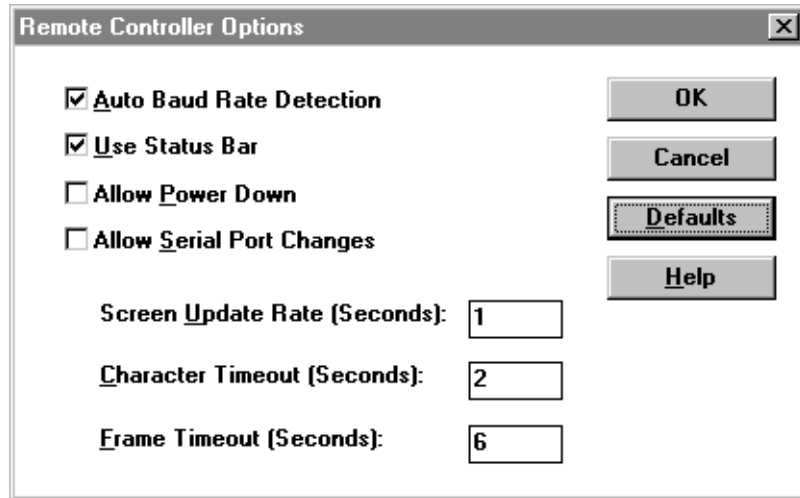 Remote Controller Options
Auto Baud Rate Detection
Use Status Bar
Allow Power Down
Allow Serial Port Changes
Screen Update Rate (Seconds): 1
Character Timeout (Seconds): 2
Frame Timeout (Seconds): 6
OK
Cancel
Defaults
Help